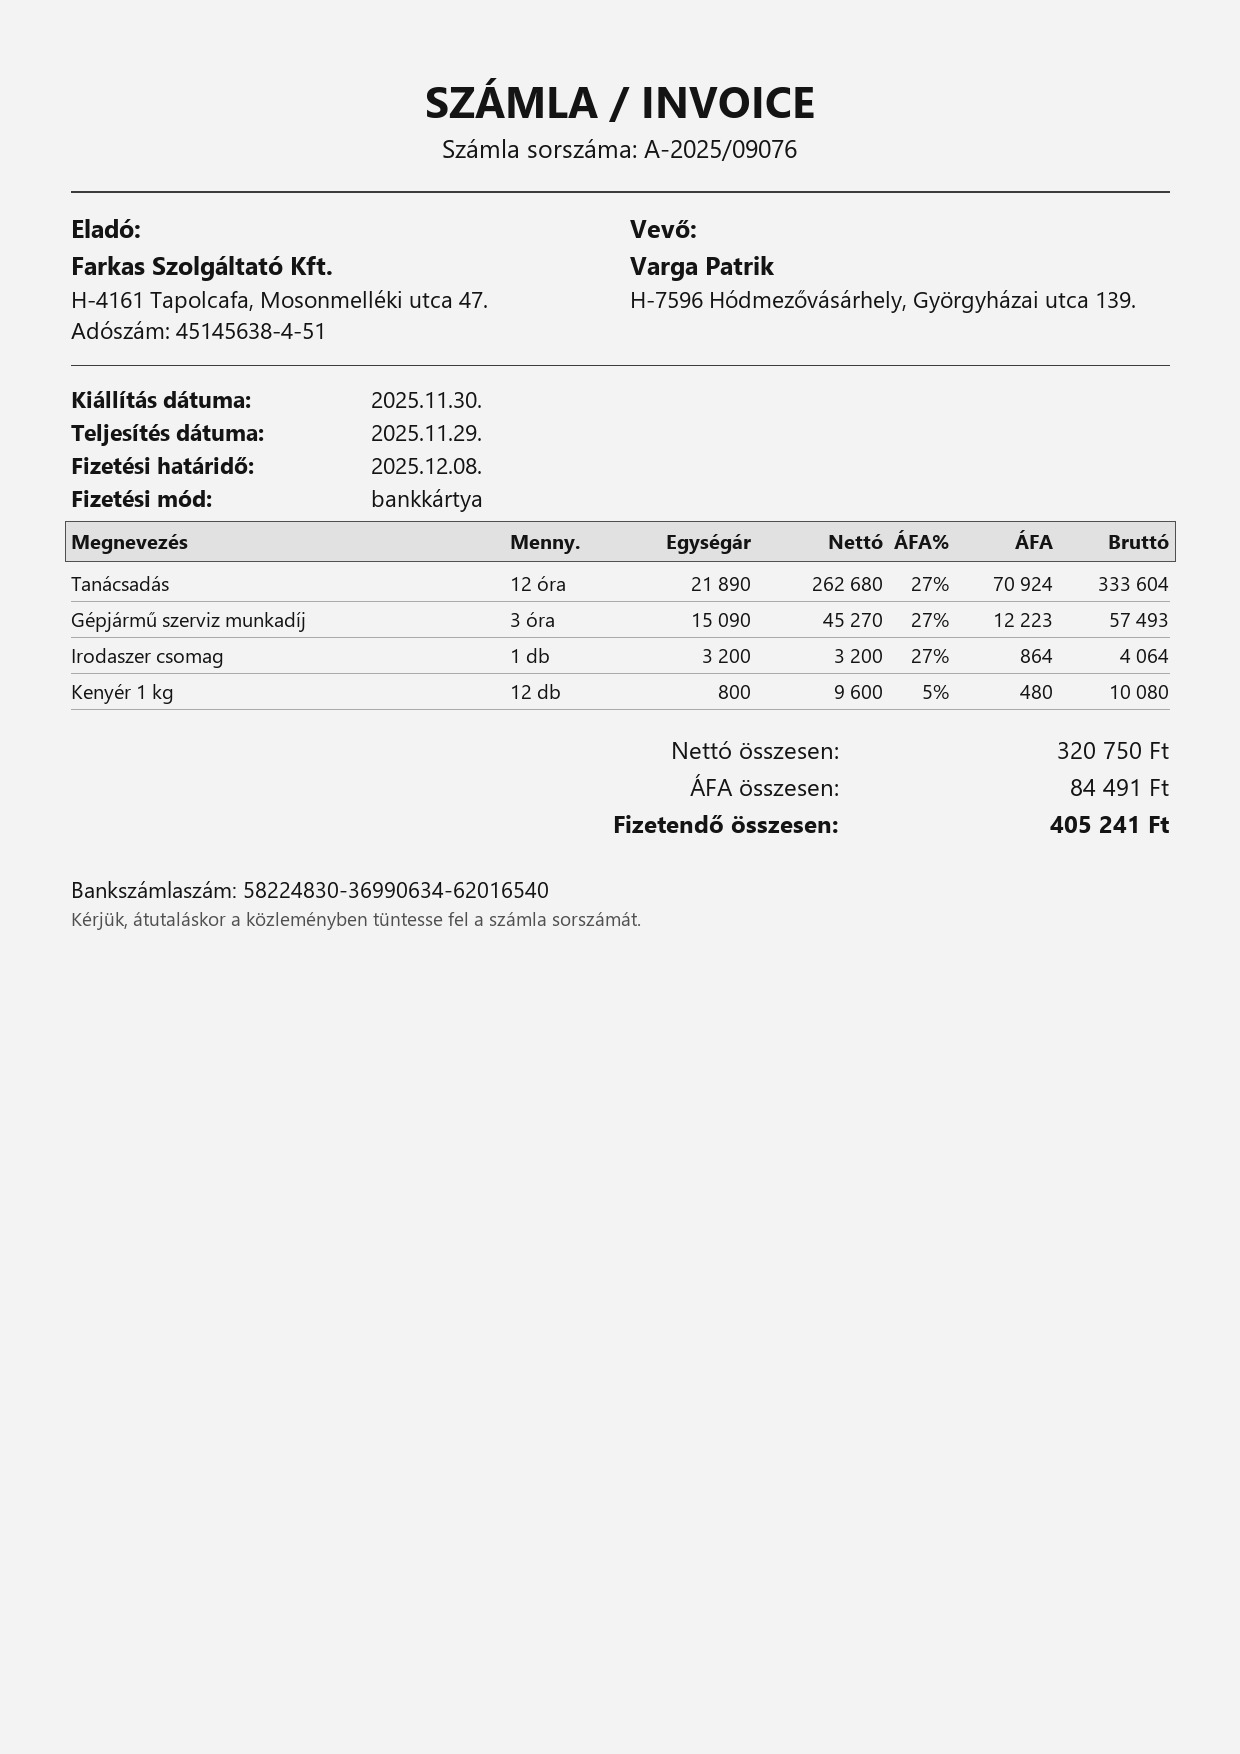 SZÁMLA / INVOICE
Számla sorszáma: A-2025/09076
Eladó:
Farkas Szolgáltató Kft.
H-4161 Tapolcafa, Mosonmelléki utca 47.
Adószám: 45145638-4-51
Vevő:
Varga Patrik
H-7596 Hódmezővásárhely, Györgyházai utca 139.
Kiállítás dátuma: 2025.11.30.
Teljesítés dátuma: 2025.11.29.
Fizetési határidő: 2025.12.08.
Fizetési mód: bankkártya
Megnevezés Menny. Egységár Nettó ÁFA% ÁFA Bruttó
Tanácsadás 12 óra 21 890 262 680 27% 70 924 333 604
Gépjármű szerviz munkadíj 3 óra 15 090 45 270 27% 12 223 57 493
Irodaszer csomag 1 db 3 200 3 200 27% 864 4 064
Kenyér 1 kg 12 db 800 9 600 5% 480 10 080
Nettó összesen: 320 750 Ft
ÁFA összesen: 84 491 Ft
Fizetendő összesen: 405 241 Ft
Bankszámlaszám: 58224830-36990634-62016540
Kérjük, átutaláskor a közleményben tüntesse fel a számla sorszámát.